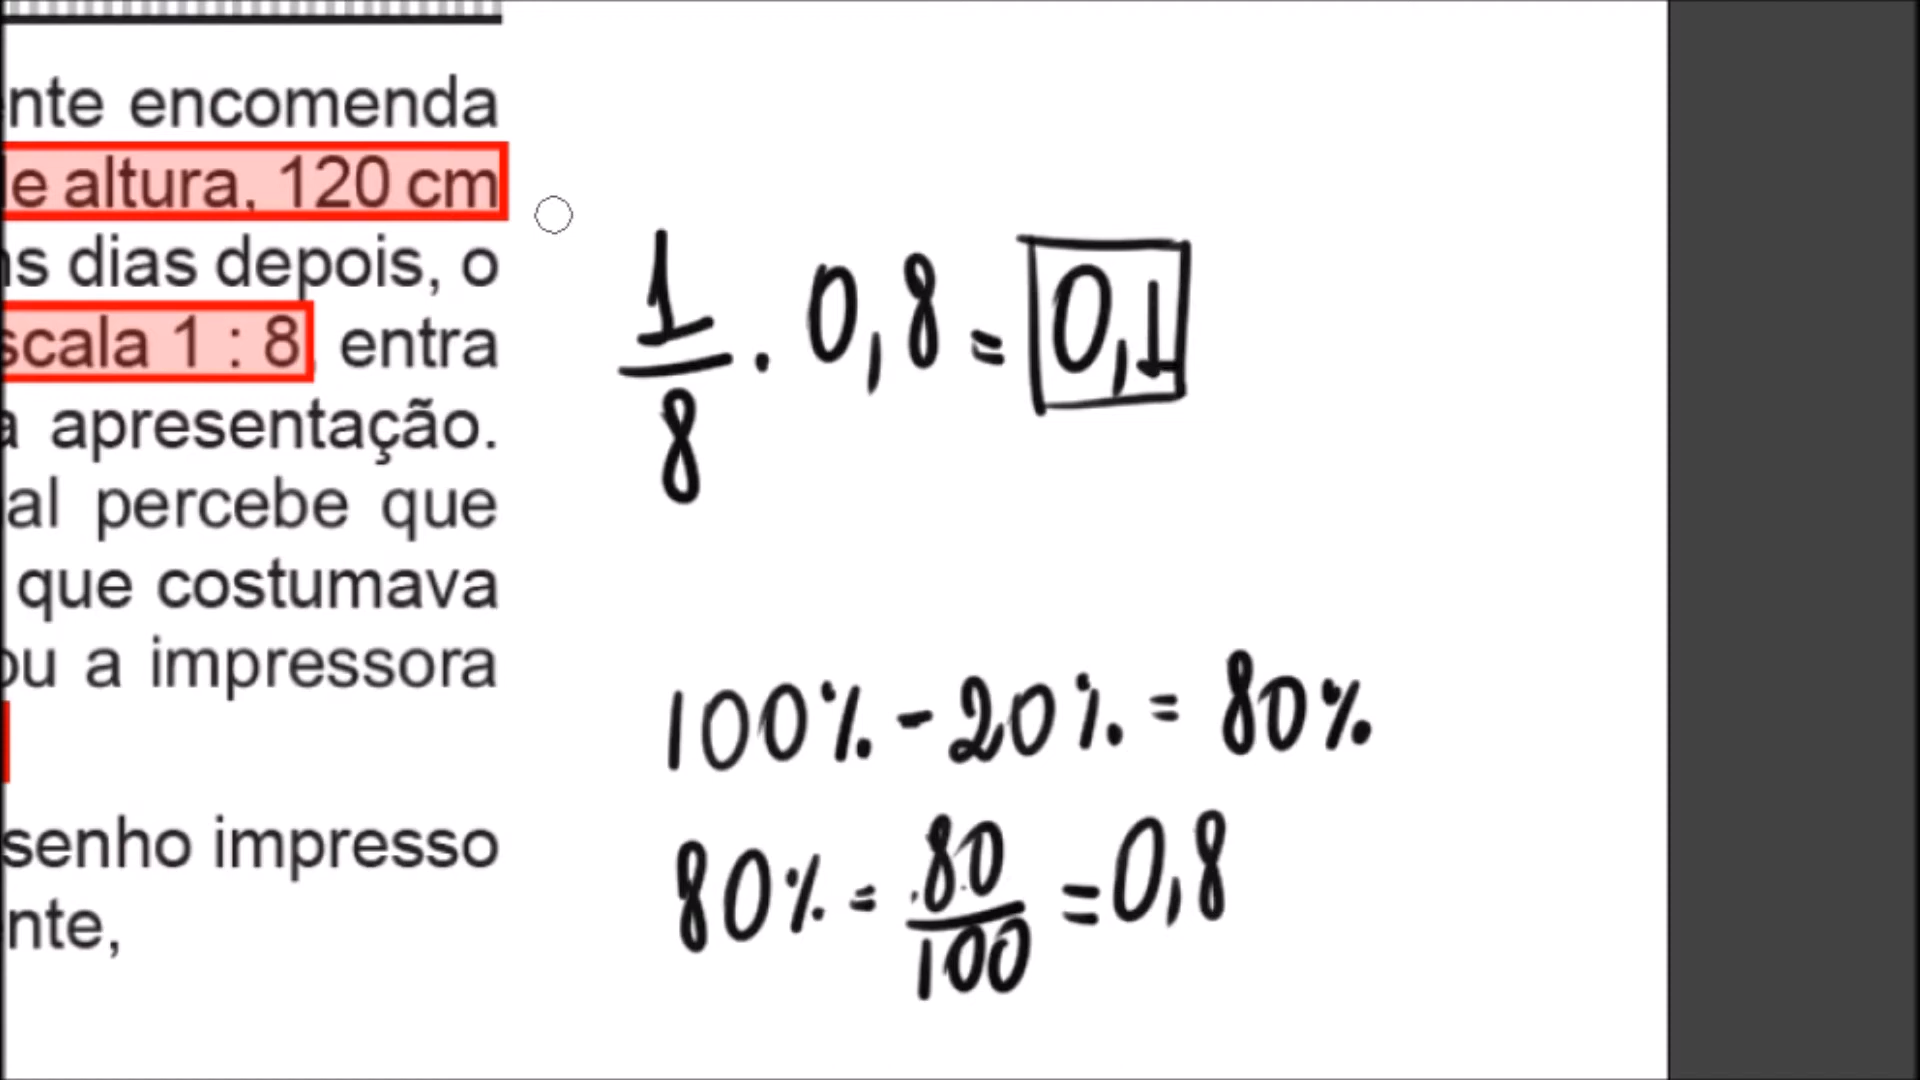 nte encomenda
e altura, 120 cm
s dias depois, o
scala 1 : 8, entra
a apresentação.
al percebe que
que costumava
ou a impressora
senho impresso
nte,
1/8 . 0,8 = 0,1
100% - 20% = 80%
80% = 80/100 = 0,8